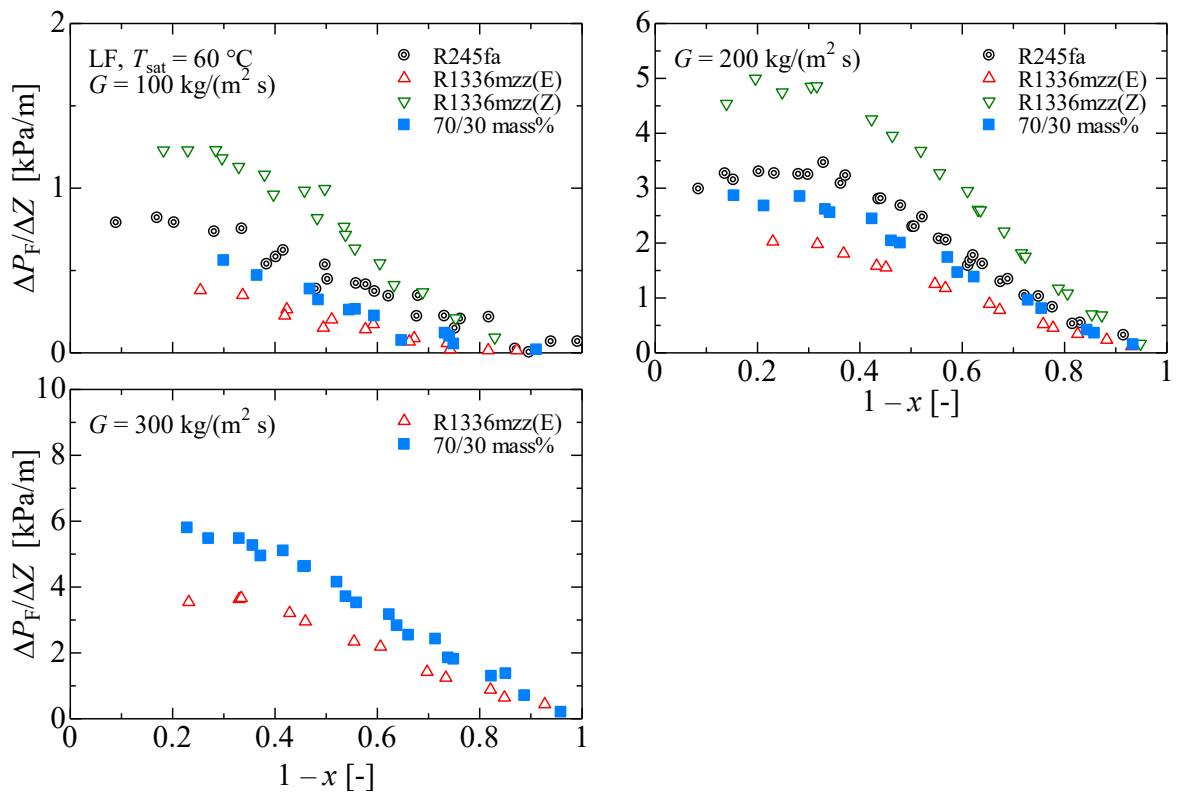 LF, T_sat = 60 °C
G = 100 kg/(m² s)
R245fa
R1336mzz(E)
R1336mzz(Z)
70/30 mass%
2
1
0
ΔP_F/ΔZ [kPa/m]
G = 200 kg/(m² s)
R245fa
R1336mzz(E)
R1336mzz(Z)
70/30 mass%
6
5
4
3
2
1
0
0 0.2 0.4 0.6 0.8 1
1 – x [-]
G = 300 kg/(m² s)
R1336mzz(E)
70/30 mass%
10
8
6
4
2
0
ΔP_F/ΔZ [kPa/m]
0 0.2 0.4 0.6 0.8 1
1 – x [-]